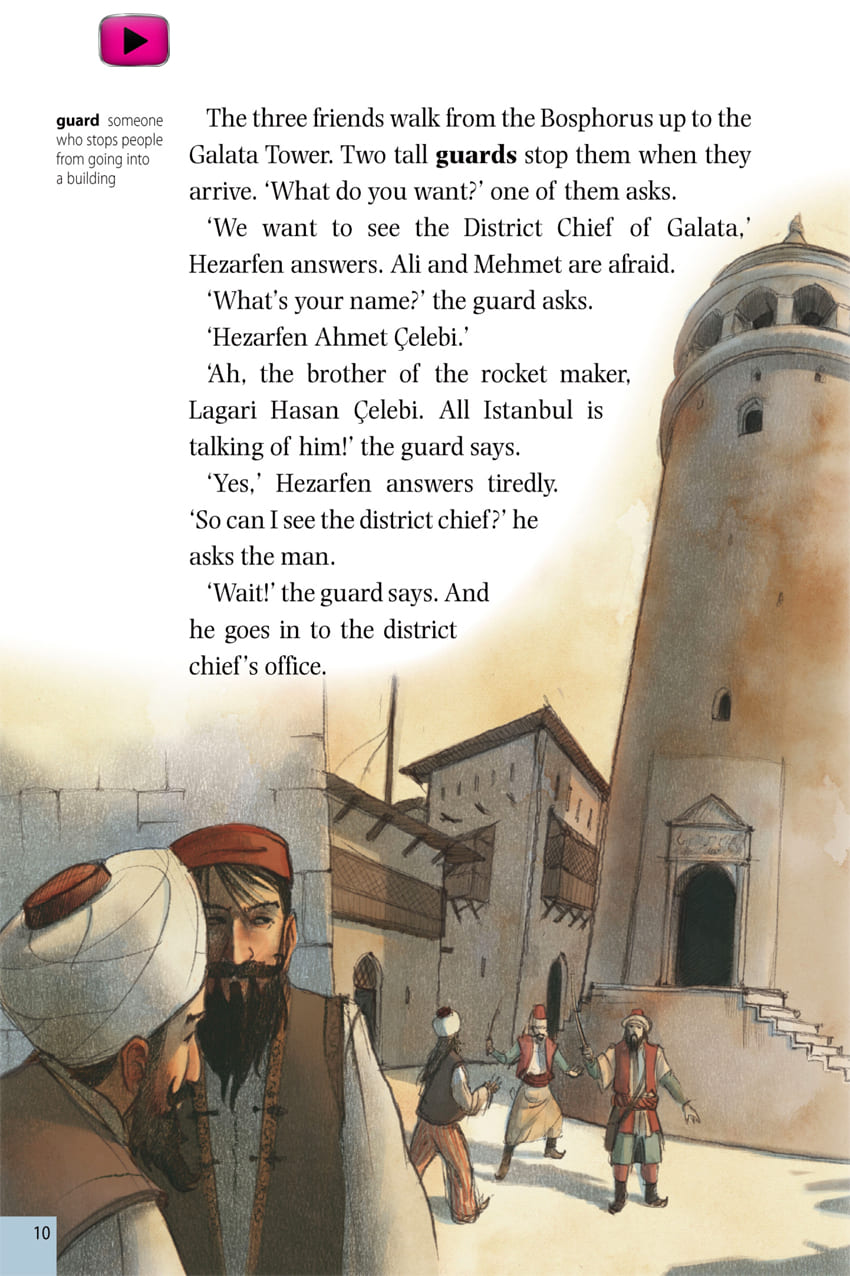 guard someone
who stops people
from going into
a building
The three friends walk from the Bosphorus up to the
Galata Tower. Two tall guards stop them when they
arrive. ‘What do you want?’ one of them asks.
‘We want to see the District Chief of Galata,’
Hezarfen answers. Ali and Mehmet are afraid.
‘What’s your name?’ the guard asks.
‘Hezarfen Ahmet Çelebi.’
‘Ah, the brother of the rocket maker,
Lagari Hasan Çelebi. All Istanbul is
talking of him!’ the guard says.
‘Yes,’ Hezarfen answers tiredly.
‘So can I see the district chief?’ he
asks the man.
‘Wait!’ the guard says. And
he goes in to the district
chief’s office.
10